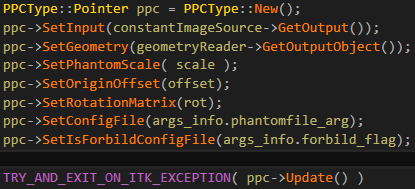 PPCType::Pointer ppc = PPCType::New();
ppc->SetInput(constantImageSource->GetOutput());
ppc->SetGeometry(geometryReader->GetOutputObject());
ppc->SetPhantomScale( scale );
ppc->SetOriginOffset(offset);
ppc->SetRotationMatrix(rot);
ppc->SetConfigFile(args_info.phantomfile_arg);
ppc->SetIsForbildConfigFile(args_info.forbild_flag);
TRY_AND_EXIT_ON_ITK_EXCEPTION( ppc->Update() )